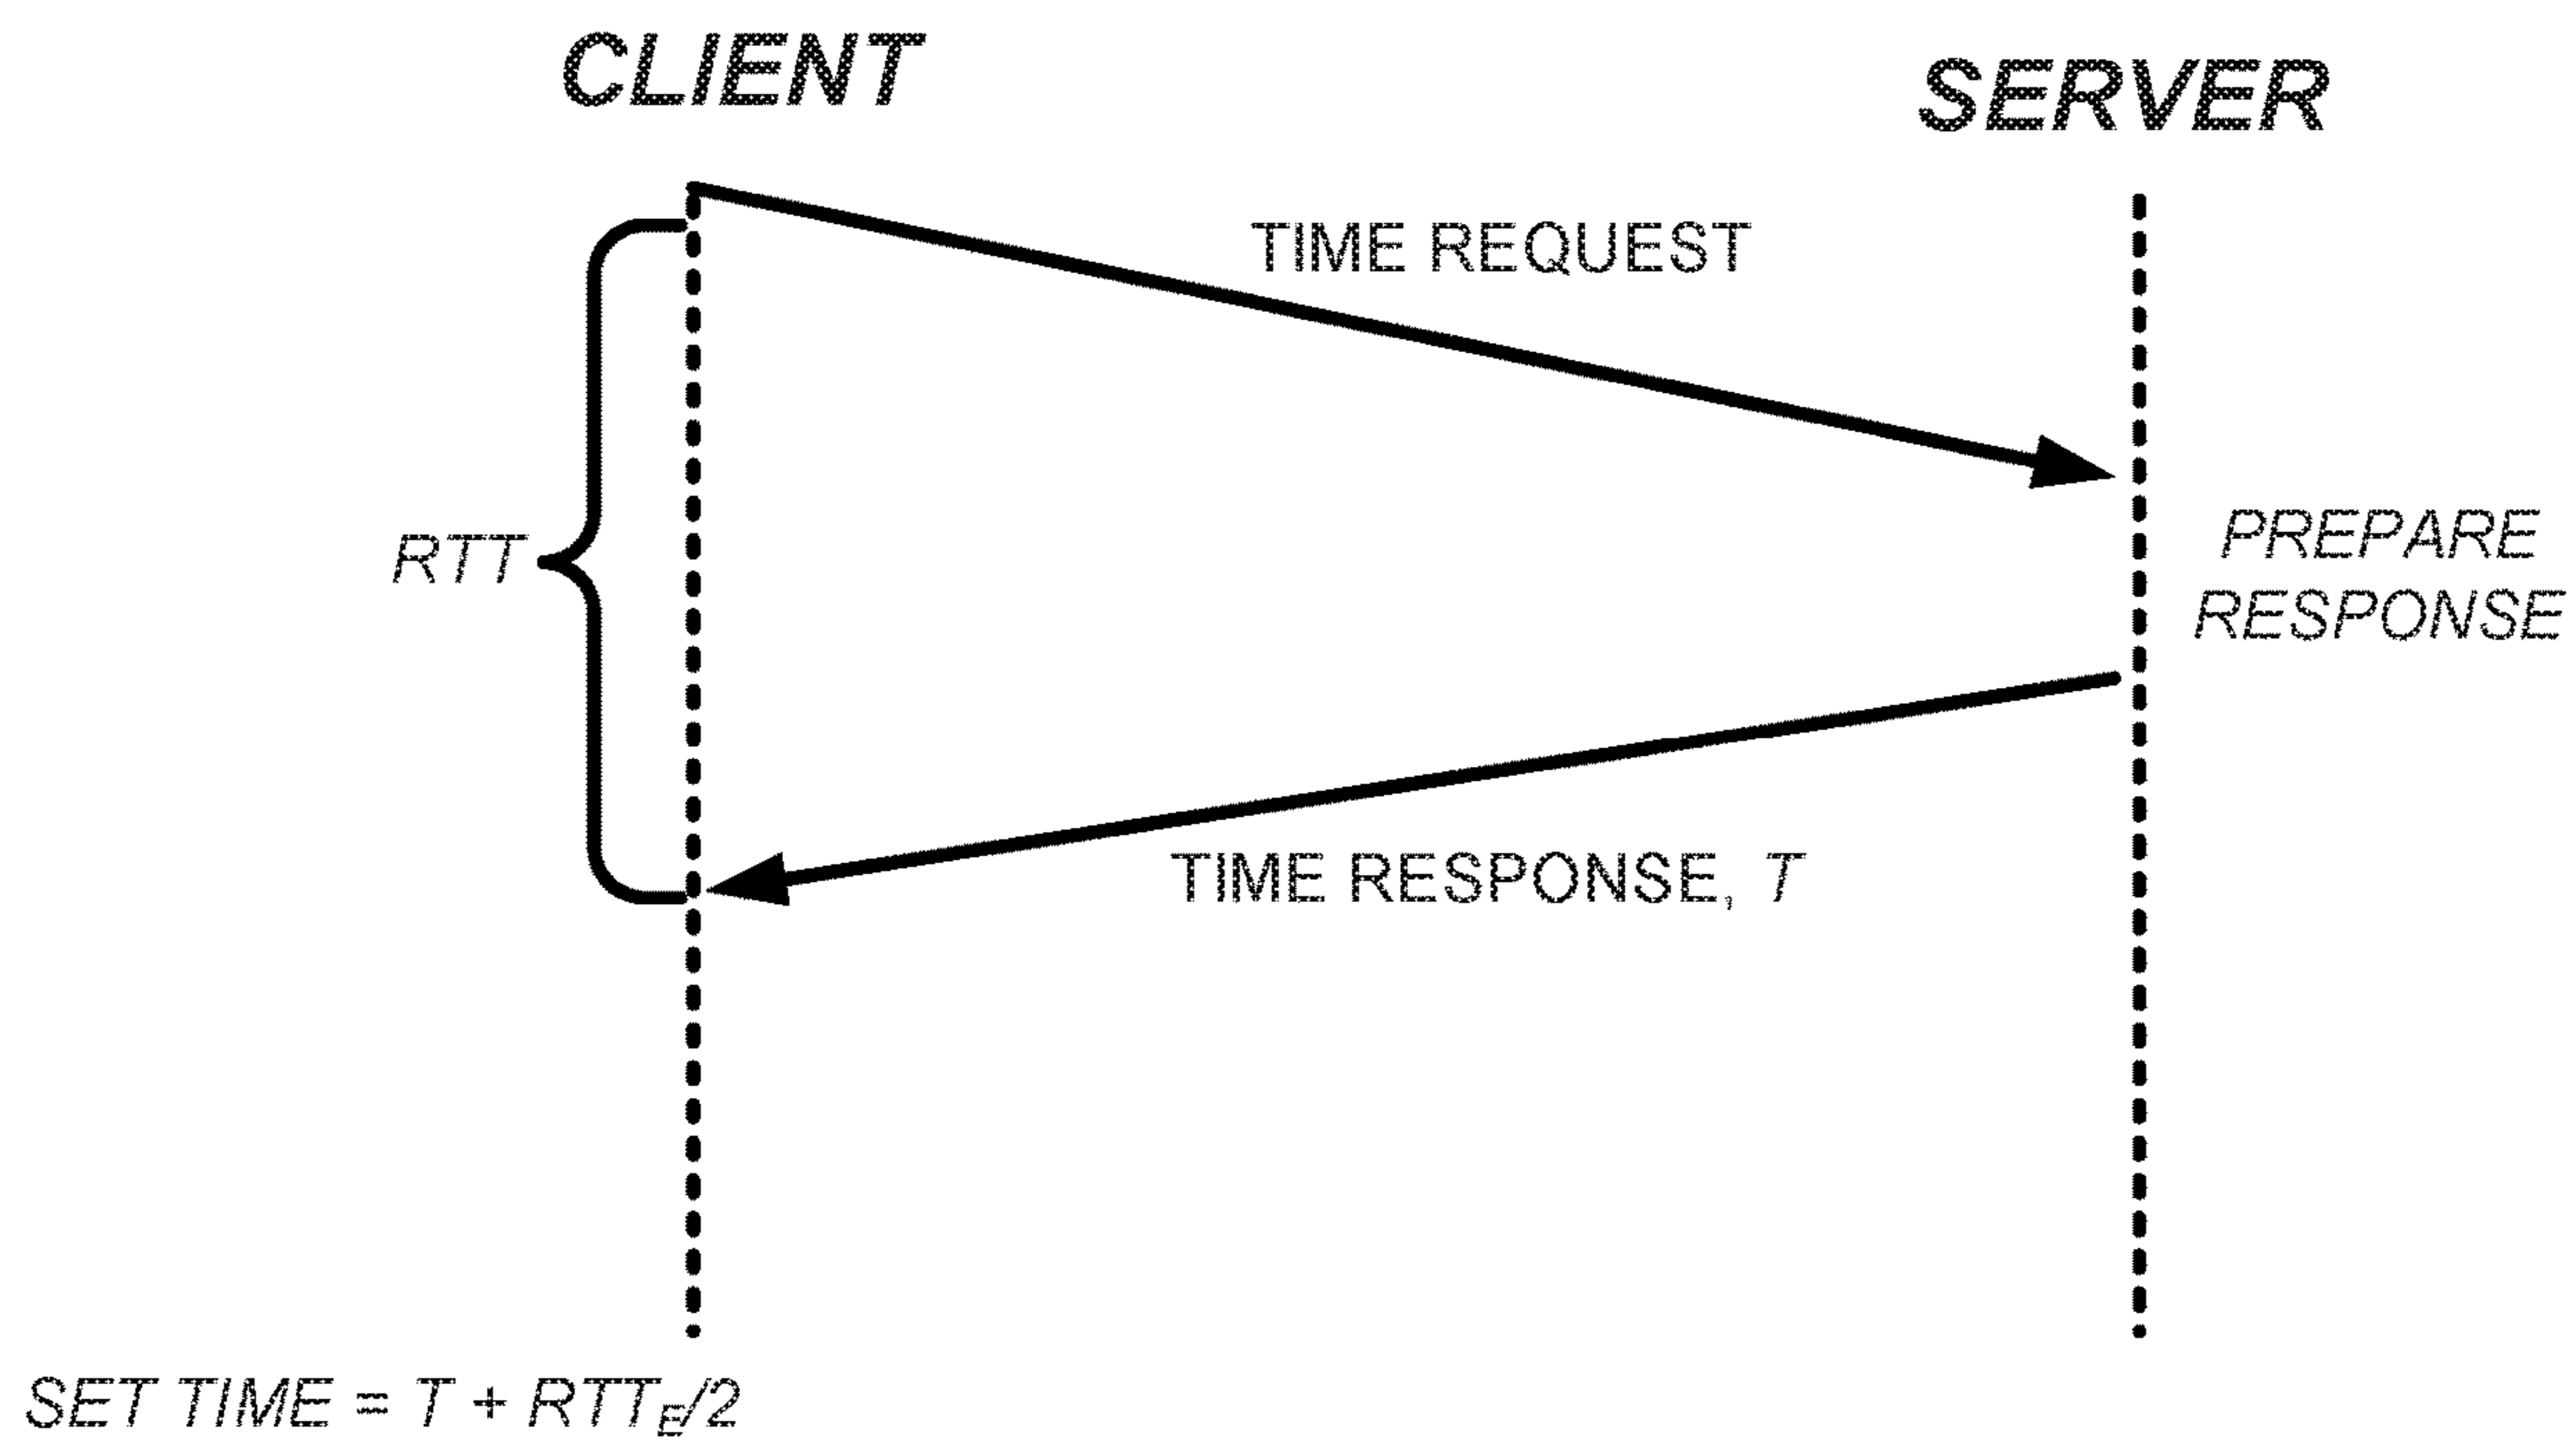 CLIENT
SERVER
TIME REQUEST
RTT
PREPARE
RESPONSE
TIME RESPONSE, T
SET TIME = T + RTT_E/2